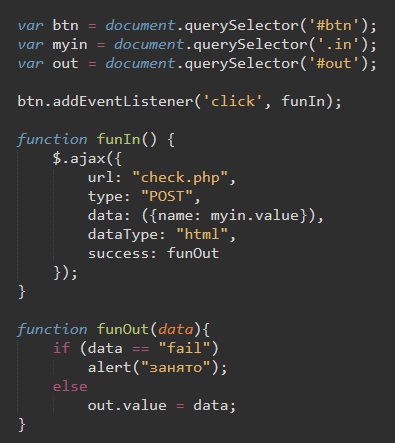 var btn = document.querySelector('#btn');
var myin = document.querySelector('.in');
var out = document.querySelector('#out');

btn.addEventListener('click', funIn);

function funIn() {
    $.ajax({
        url: "check.php",
        type: "POST",
        data: ({name: myin.value}),
        dataType: "html",
        success: funOut
    });
}

function funOut(data){
    if (data == "fail")
        alert("занято");
    else
        out.value = data;
}